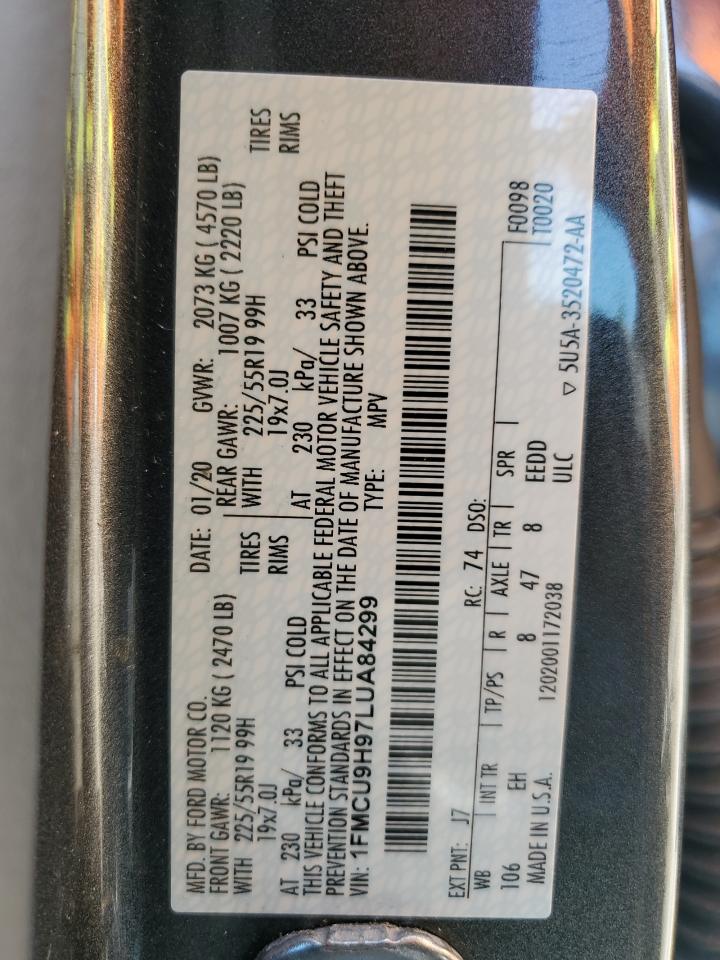 MFD. BY FORD MOTOR CO.
DATE: 01/20 GVWR: 2073 KG ( 4570 LB)
FRONT GAWR: 1120 KG ( 2470 LB)
REAR GAWR: 1007 KG ( 2220 LB)
WITH 225/55R19 99H TIRES
WITH 225/55R19 99H TIRES
19x7.0J RIMS
19x7.0J RIMS
AT 230 kPa/ 33 PSI COLD
AT 230 kPa/ 33 PSI COLD
THIS VEHICLE CONFORMS TO ALL APPLICABLE FEDERAL MOTOR VEHICLE SAFETY AND THEFT
PREVENTION STANDARDS IN EFFECT ON THE DATE OF MANUFACTURE SHOWN ABOVE.
VIN: 1FMCU9H97LUA84299 TYPE: MPV
EXT PNT: J7 RC: 74 DSO: F0098
WB | INT TR | TP/PS | R | AXLE | TR | SPR | T0020
106 EH 8 47 8 EEDD
MADE IN U.S.A. 1202001172038 ULC ▽ 5U5A-3520472-AA